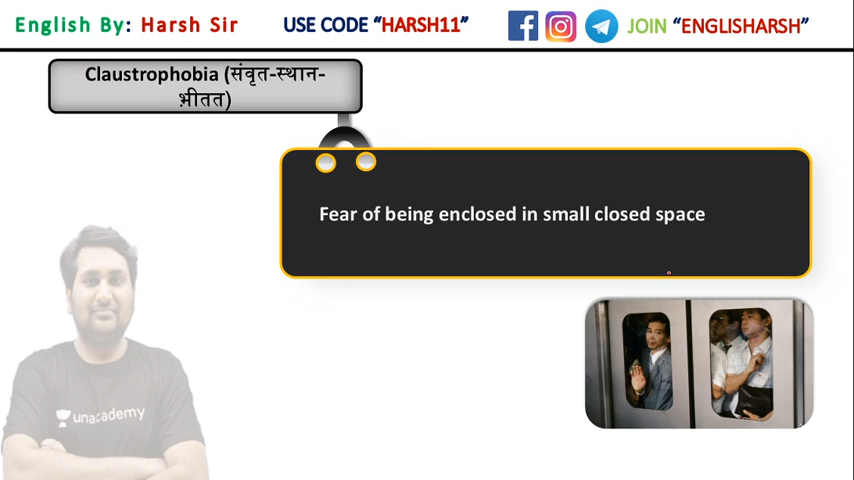 English By: Harsh Sir
USE CODE “HARSH11”
JOIN “ENGLISHARSH”
Claustrophobia (संवृत-स्थान-
भ़ीतत)
Fear of being enclosed in small closed space
unacademy